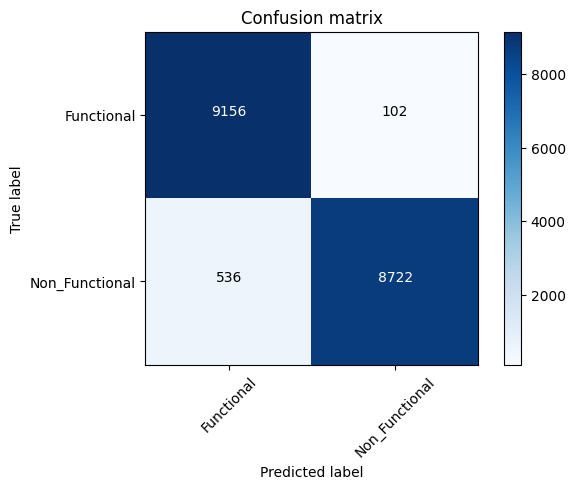 Confusion matrix
True label
Functional
9156
102
Non_Functional
536
8722
Functional
Non_Functional
Predicted label
8000
6000
4000
2000